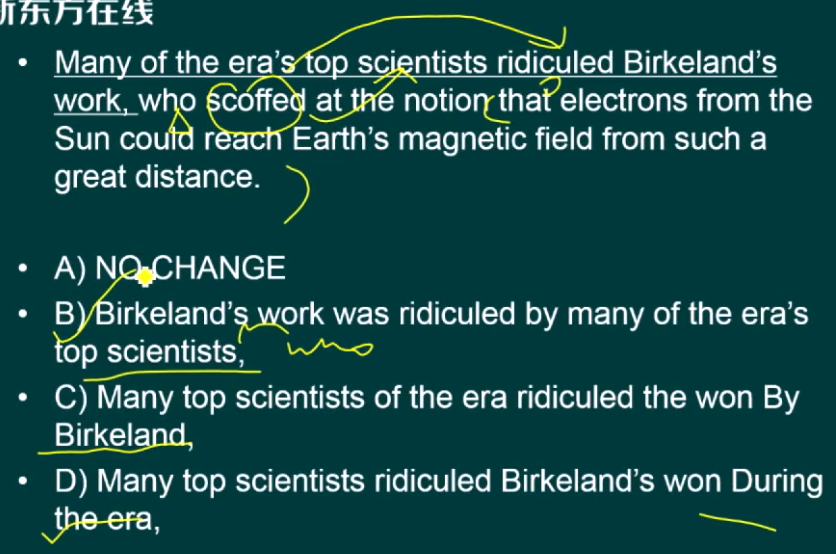 新东方在线
• Many of the era's top scientists ridiculed Birkeland's
work, who scoffed at the notion that electrons from the
Sun could reach Earth's magnetic field from such a
great distance.
• A) NO CHANGE
• B) Birkeland's work was ridiculed by many of the era's
top scientists,
who
• C) Many top scientists of the era ridiculed the won By
Birkeland,
• D) Many top scientists ridiculed Birkeland's won During
the era,